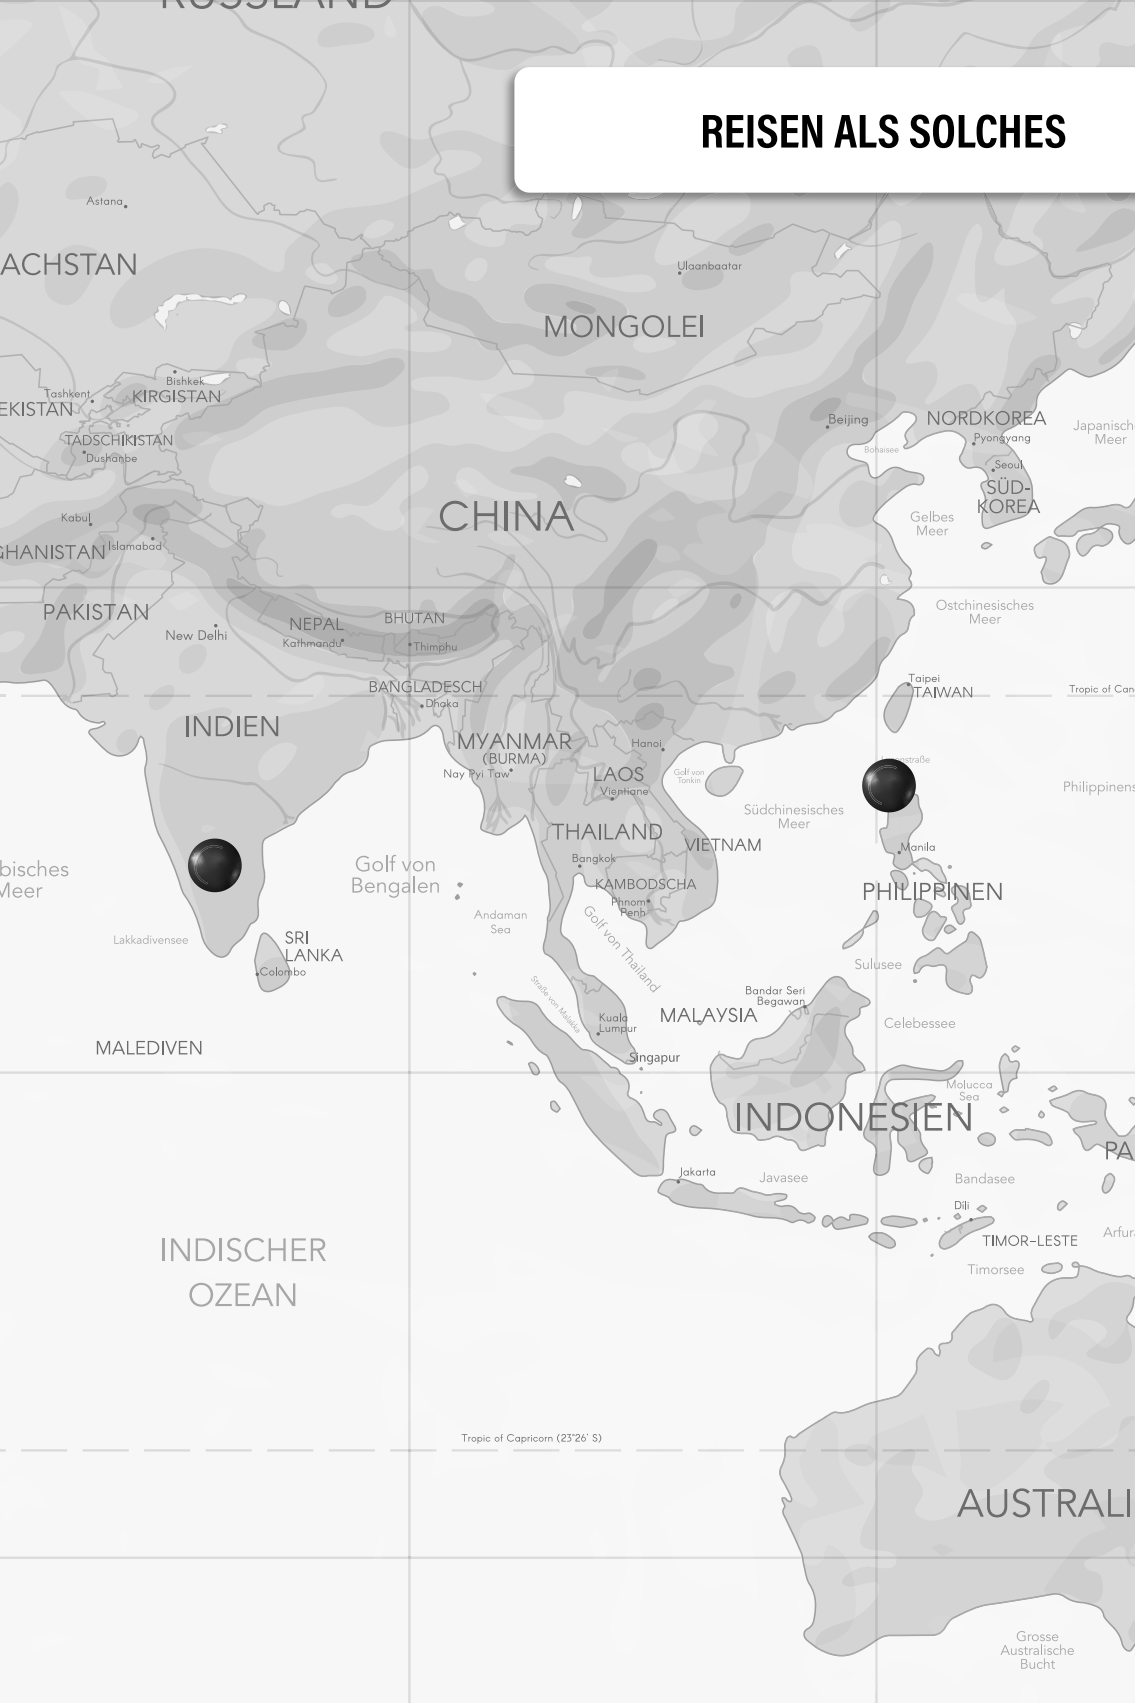 RUSSLAND
REISEN ALS SOLCHES
Astana
ACHSTAN
Ulaanbaatar
MONGOLEI
Bishkek
KIRGISTAN
Tashkent
EKISTAN
TADSCHIKISTAN
Dushanbe
Beijing
Bohaisee
NORDKOREA
Pyongyang
Seoul
SÜD-
KOREA
Japanisch
Meer
CHINA
Gelbes
Meer
Kabul
GHANISTAN
Islamabad
PAKISTAN
New Delhi
NEPAL
Kathmandu
BHUTAN
Thimphu
Ostchinesisches
Meer
BANGLADESCH
Dhaka
Taipei
TAIWAN
Tropic of Can
INDIEN
MYANMAR
(BURMA)
Nay Pyi Taw
Hanoi
LAOS
Vientiane
Golf von
Tonkin
Philippinens
Südchinesisches
Meer
THAILAND
VIETNAM
Bangkok
Manila
bisches
Meer
Golf von
Bengalen
KAMBODSCHA
Phnom
Penh
PHILIPPINEN
Andaman
Sea
Golf von Thailand
Lakkadivensee
SRI
LANKA
Colombo
Sulusee
Straße von Malakka
Bandar Seri
Begawan
MALAYSIA
Kuala
Lumpur
Celebessee
MALEDIVEN
Singapur
Molucca
Sea
INDONESIEN
PA
Jakarta
Javasee
Bandasee
Dili
TIMOR-LESTE
Arfur
Timorsee
INDISCHER
OZEAN
Tropic of Capricorn (23°26' S)
AUSTRALI
Grosse
Australische
Bucht